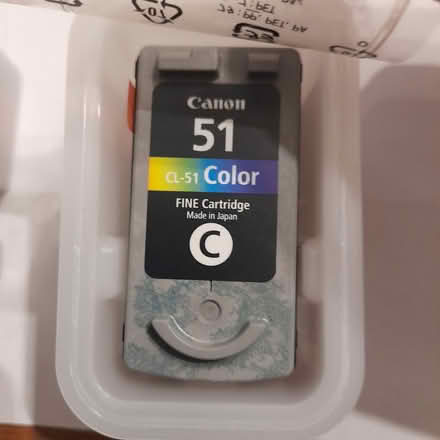 Canon
51
CL-51 Color
FINE Cartridge
Made in Japan
C